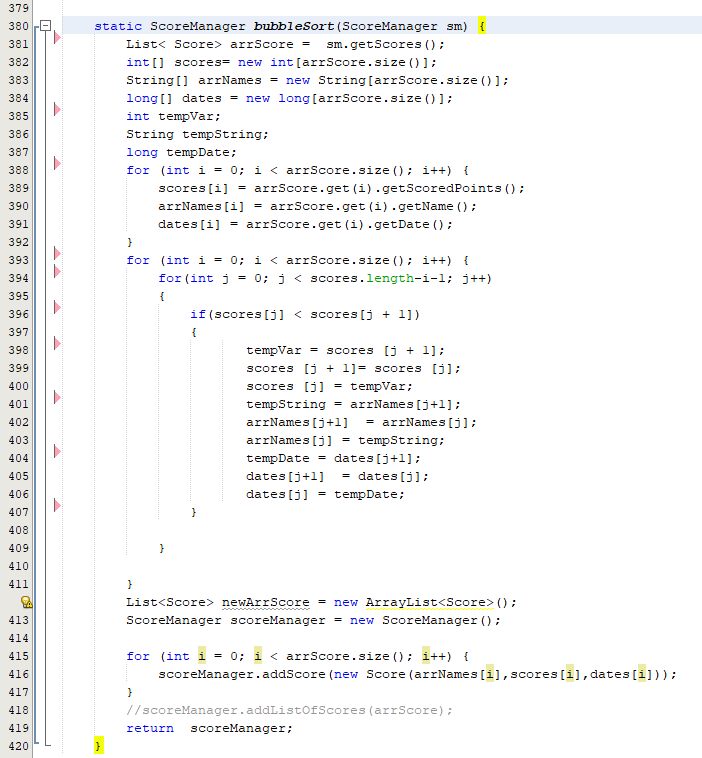 379
380 static ScoreManager bubbleSort(ScoreManager sm) {
381 List< Score> arrScore =  sm.getScores();
382 int[] scores= new int[arrScore.size()];
383 String[] arrNames = new String[arrScore.size()];
384 long[] dates = new long[arrScore.size()];
385 int tempVar;
386 String tempString;
387 long tempDate;
388 for (int i = 0; i < arrScore.size(); i++) {
389 scores[i] = arrScore.get(i).getScoredPoints();
390 arrNames[i] = arrScore.get(i).getName();
391 dates[i] = arrScore.get(i).getDate();
392 }
393 for (int i = 0; i < arrScore.size(); i++) {
394 for(int j = 0; j < scores.length-i-1; j++)
395 {
396 if(scores[j] < scores[j + 1])
397 {
398 tempVar = scores [j + 1];
399 scores [j + 1]= scores [j];
400 scores [j] = tempVar;
401 tempString = arrNames[j+1];
402 arrNames[j+1]  = arrNames[j];
403 arrNames[j] = tempString;
404 tempDate = dates[j+1];
405 dates[j+1]  = dates[j];
406 dates[j] = tempDate;
407 }
408
409 }
410
411 }
List<Score> newArrScore = new ArrayList<Score>();
413 ScoreManager scoreManager = new ScoreManager();
414
415 for (int i = 0; i < arrScore.size(); i++) {
416 scoreManager.addScore(new Score(arrNames[i],scores[i],dates[i]));
417 }
418 //scoreManager.addListOfScores(arrScore);
419 return  scoreManager;
420 }